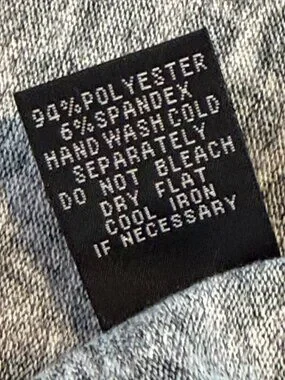 94% POLYESTER
6% SPANDEX
HAND WASH COLD
SEPARATELY
DO NOT BLEACH
DRY FLAT
COOL IRON
IF NECESSARY